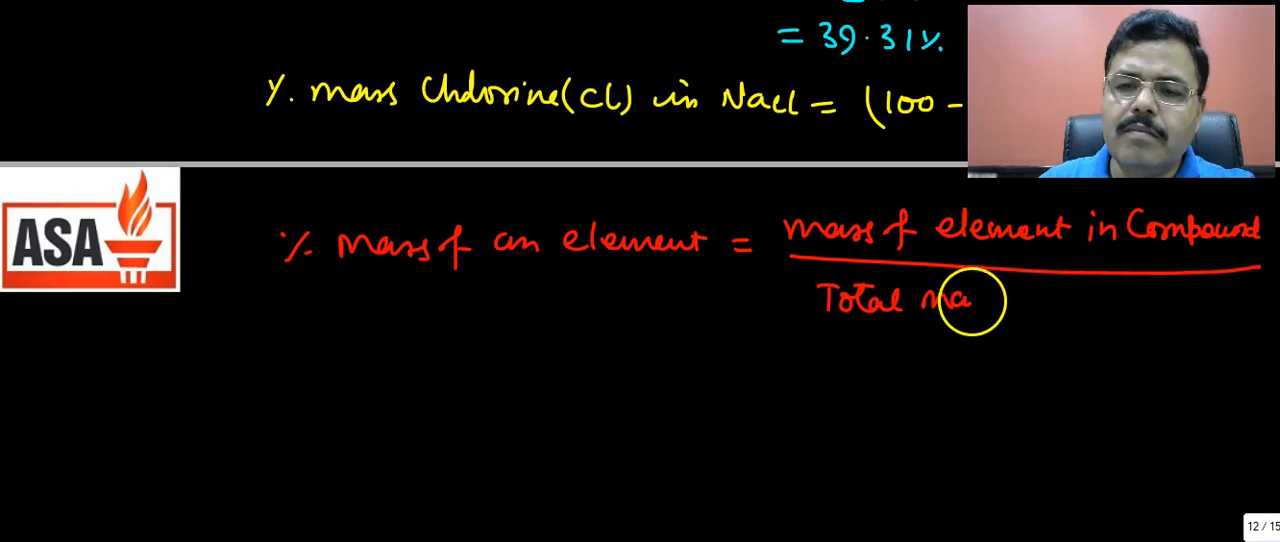 = 39.31%.
%. mass Chlorine(Cl) in NaCl = (100 -
ASA
% Mass of an element = mass of element in Compound
Total ma
12 / 15